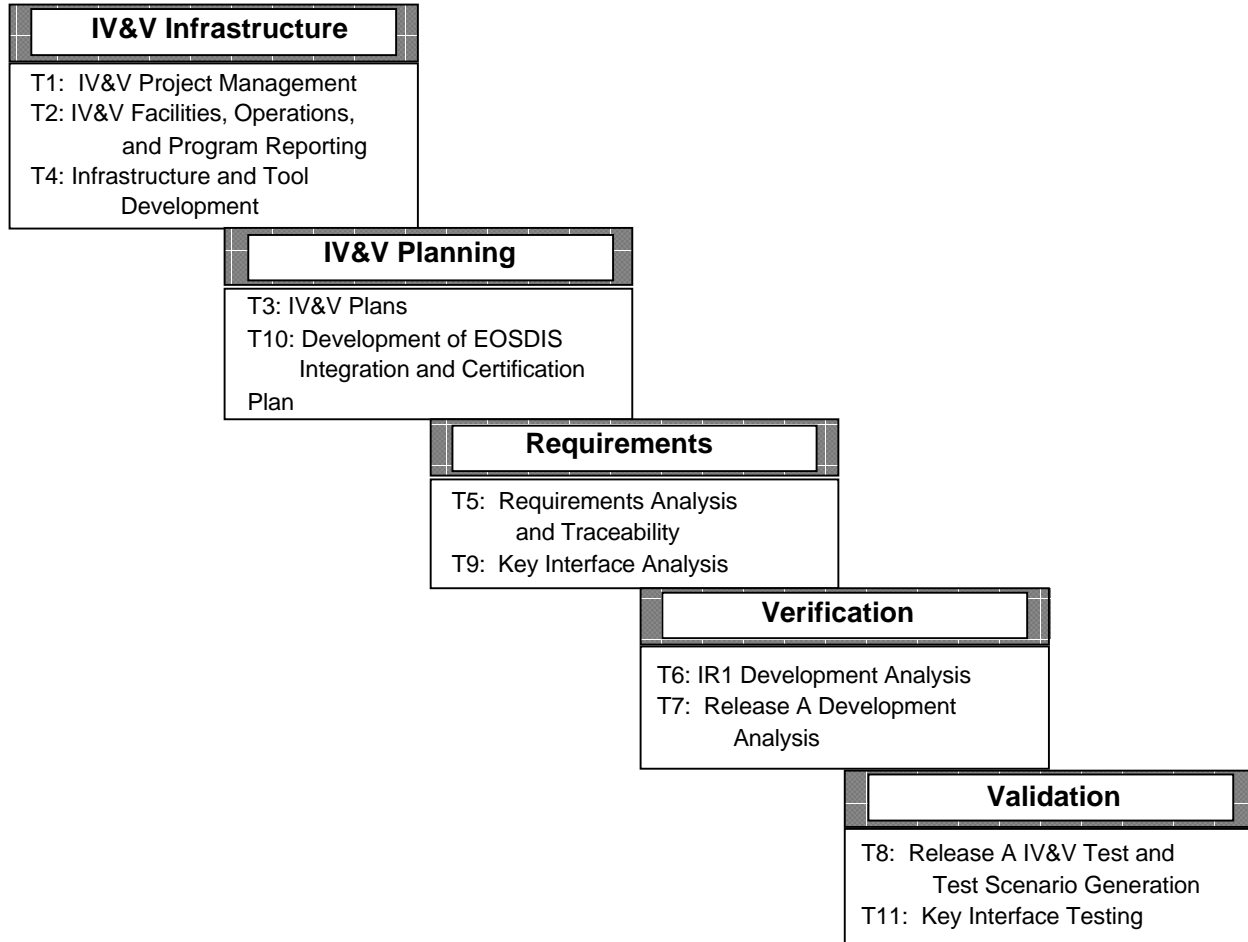 IV&V Infrastructure
T1: IV&V Project Management
T2: IV&V Facilities, Operations,
and Program Reporting
T4: Infrastructure and Tool
Development
IV&V Planning
T3: IV&V Plans
T10: Development of EOSDIS
Integration and Certification
Plan
Requirements
T5: Requirements Analysis
and Traceability
T9: Key Interface Analysis
Verification
T6: IR1 Development Analysis
T7: Release A Development
Analysis
Validation
T8: Release A IV&V Test and
Test Scenario Generation
T11: Key Interface Testing